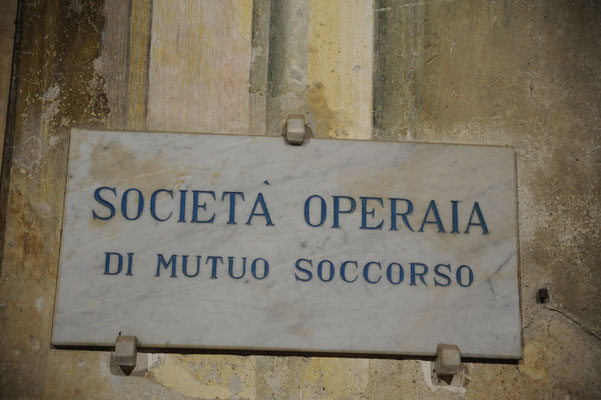 SOCIETÀ OPERAIA
DI MUTUO SOCCORSO